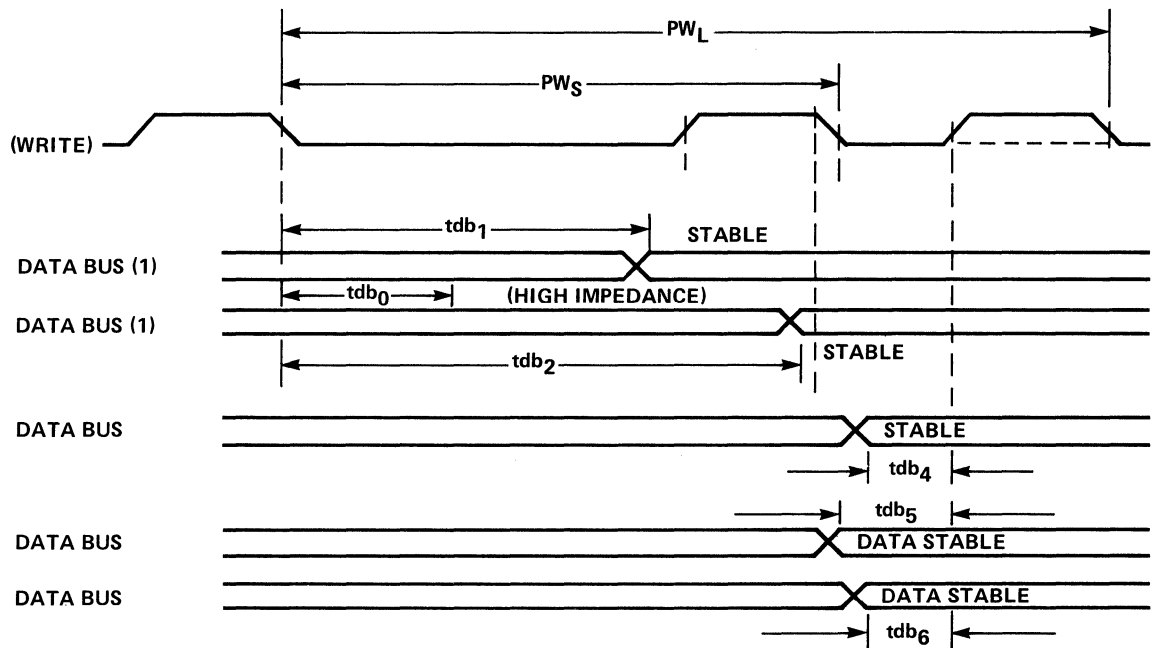 PWL
PWS
(WRITE)
tdb1
STABLE
DATA BUS (1)
tdb0
(HIGH IMPEDANCE)
DATA BUS (1)
STABLE
tdb2
DATA BUS
STABLE
tdb4
tdb5
DATA BUS
DATA STABLE
DATA BUS
DATA STABLE
tdb6